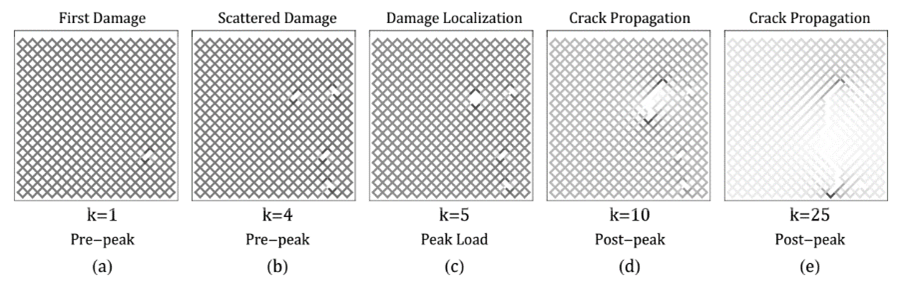 First Damage
Scattered Damage
Damage Localization
Crack Propagation
Crack Propagation
k=1
k=4
k=5
k=10
k=25
Pre−peak
Pre−peak
Peak Load
Post−peak
Post−peak
(a)
(b)
(c)
(d)
(e)